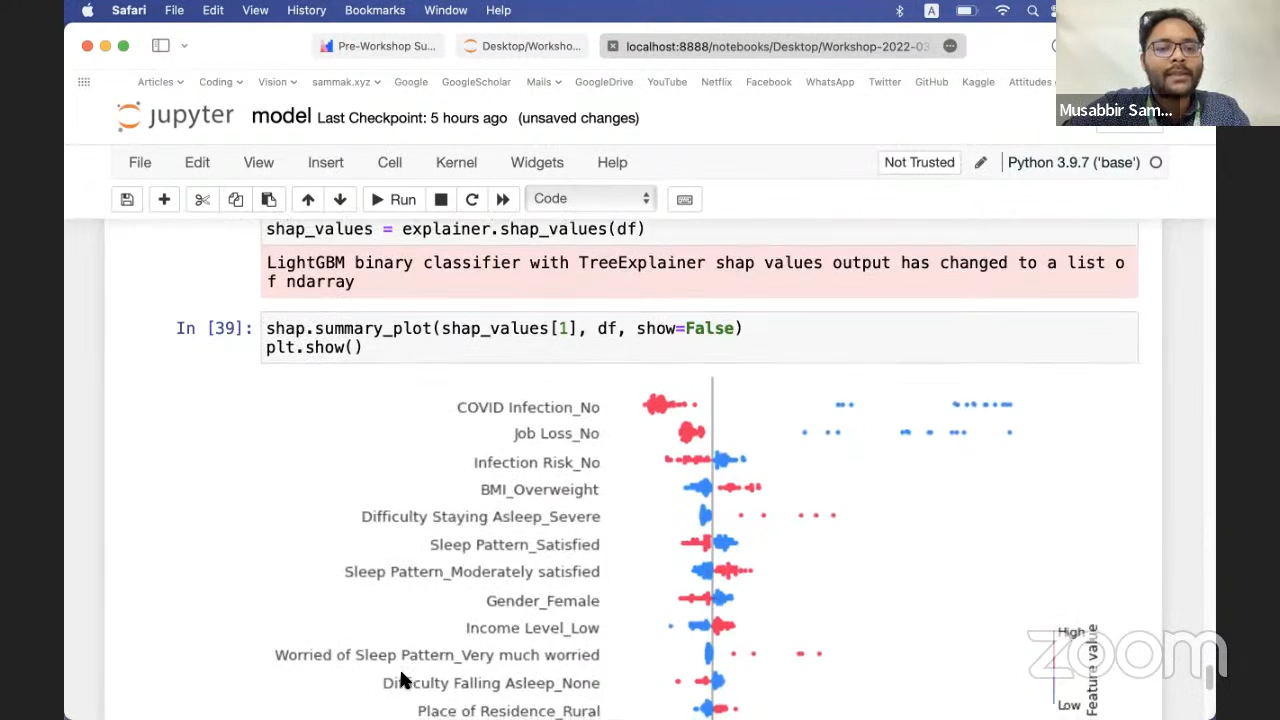 Safari File Edit View History Bookmarks Window Help A
Pre-Workshop Su... Desktop/Worksho... localhost:8888/notebooks/Desktop/Workshop-2022-03
Articles Coding Vision sammak.xyz Google GoogleScholar Mails GoogleDrive YouTube Netflix Facebook WhatsApp Twitter GitHub Kaggle Attitudes
Musabbir Sam...
jupyter model Last Checkpoint: 5 hours ago (unsaved changes)
File Edit View Insert Cell Kernel Widgets Help Not Trusted Python 3.9.7 ('base')
Run Code
shap_values = explainer.shap_values(df)
LightGBM binary classifier with TreeExplainer shap values output has changed to a list o
f ndarray
In [39]: shap.summary_plot(shap_values[1], df, show=False)
plt.show()
COVID Infection_No
Job Loss_No
Infection Risk_No
BMI_Overweight
Difficulty Staying Asleep_Severe
Sleep Pattern_Satisfied
Sleep Pattern_Moderately satisfied
Gender_Female
Income Level_Low
Worried of Sleep Pattern_Very much worried
Difficulty Falling Asleep_None
Place of Residence_Rural
High
Low
Feature value
zoom